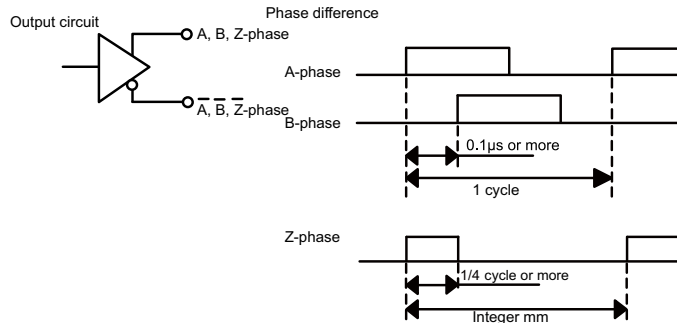 Output circuit
A, B, Z-phase
A, B, Z-phase
Phase difference
A-phase
B-phase
0.1µs or more
1 cycle
Z-phase
1/4 cycle or more
Integer mm